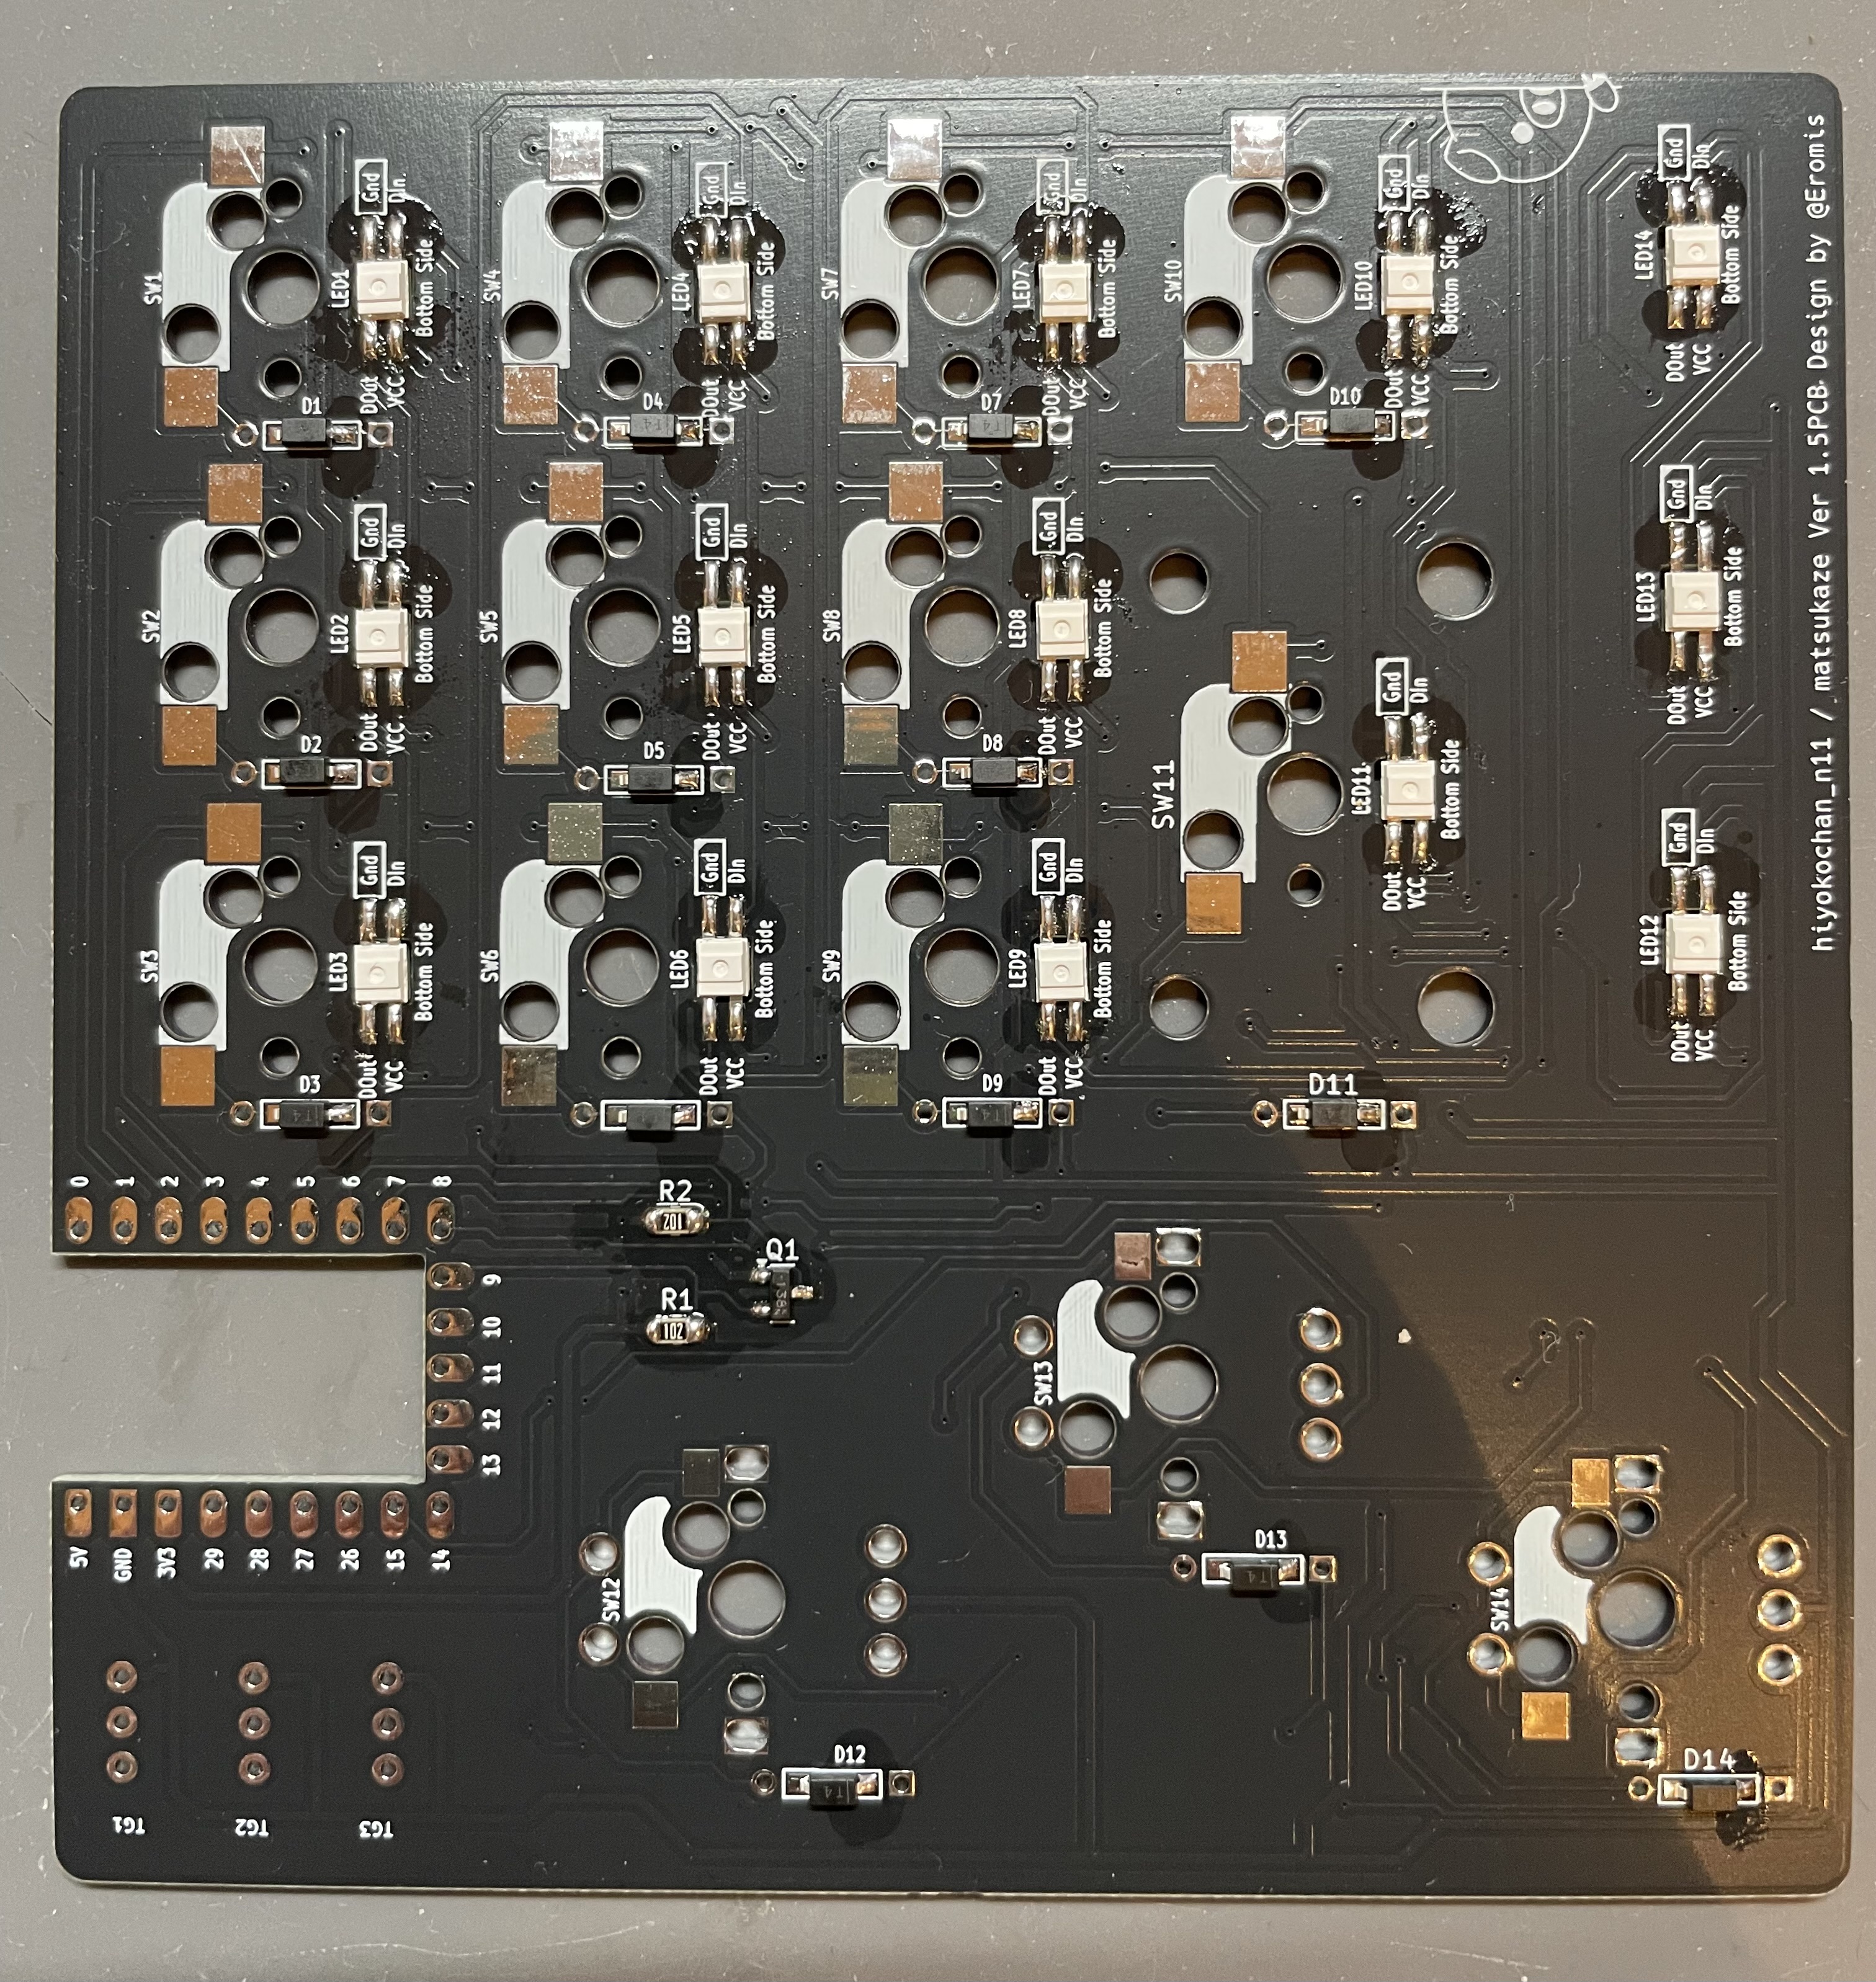 Gnd
DIn
SW1
LED1
Bottom Side
DOut
VCC
D1
Gnd
DIn
SW4
LED4
Bottom Side
DOut
VCC
D4
Gnd
DIn
SW7
LED7
Bottom Side
DOut
VCC
D7
Gnd
DIn
SW10
LED10
Bottom Side
DOut
VCC
D10
Gnd
DIn
LED14
Bottom Side
DOut
VCC
Gnd
DIn
SW2
LED2
Bottom Side
DOut
VCC
D2
Gnd
DIn
SW5
LED5
Bottom Side
DOut
VCC
D5
Gnd
DIn
SW8
LED8
Bottom Side
DOut
VCC
D8
Gnd
DIn
LED13
Bottom Side
DOut
VCC
Gnd
DIn
SW11
LED11
Bottom Side
DOut
VCC
D11
Gnd
DIn
SW3
LED3
Bottom Side
DOut
VCC
D3
Gnd
DIn
SW6
LED6
Bottom Side
DOut
VCC
Gnd
DIn
SW9
LED9
Bottom Side
DOut
VCC
D9
Gnd
DIn
LED12
Bottom Side
DOut
VCC
hiyokochan_n11 / matsukaze Ver 1.5PCB Design by @Eromis
0 1 2 3 4 5 6 7 8
9
10
11
12
13
5V GND 3V3 29 28 27 26 15 14
R2
102
Q1
R1
102
SW13
D13
T4
SW12
D12
T4
SW14
D14
TG1 TG2 TG3